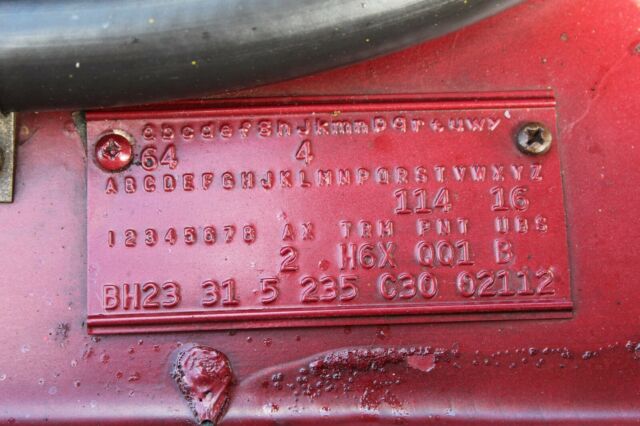 abcdefghJkmnpqrtuwy
64 4
ABCDEFGHJKLMNPQRSTVWXYZ
114 16
12345678 AX TRM PNT UBS
2 H6X QQ1 B
BH23 31 5 235 C30 02112